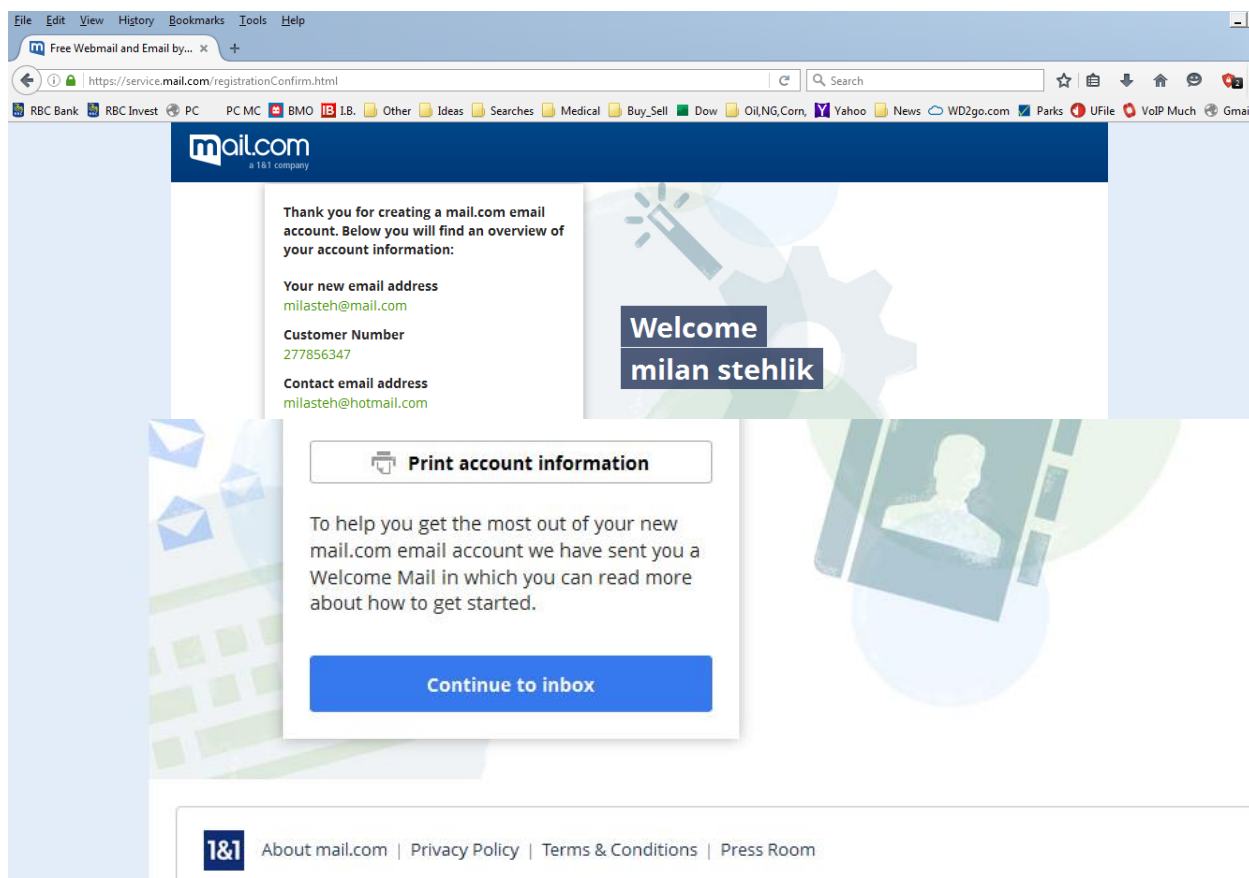 File Edit View History Bookmarks Tools Help
Free Webmail and Email by... × +
https://service.mail.com/registrationConfirm.html Search 2
RBC Bank RBC Invest PC PC MC BMO IB I.B. Other Ideas Searches Medical Buy_Sell Dow Oil,NG,Corn, Yahoo News WD2go.com Parks UFile VoIP Much Gmai
mail.com
a 1&1 company
Thank you for creating a mail.com email
account. Below you will find an overview of
your account information:
Your new email address
milasteh@mail.com
Customer Number
277856347
Contact email address
milasteh@hotmail.com
Welcome
milan stehlik
Print account information
To help you get the most out of your new
mail.com email account we have sent you a
Welcome Mail in which you can read more
about how to get started.
Continue to inbox
1&1 About mail.com | Privacy Policy | Terms & Conditions | Press Room